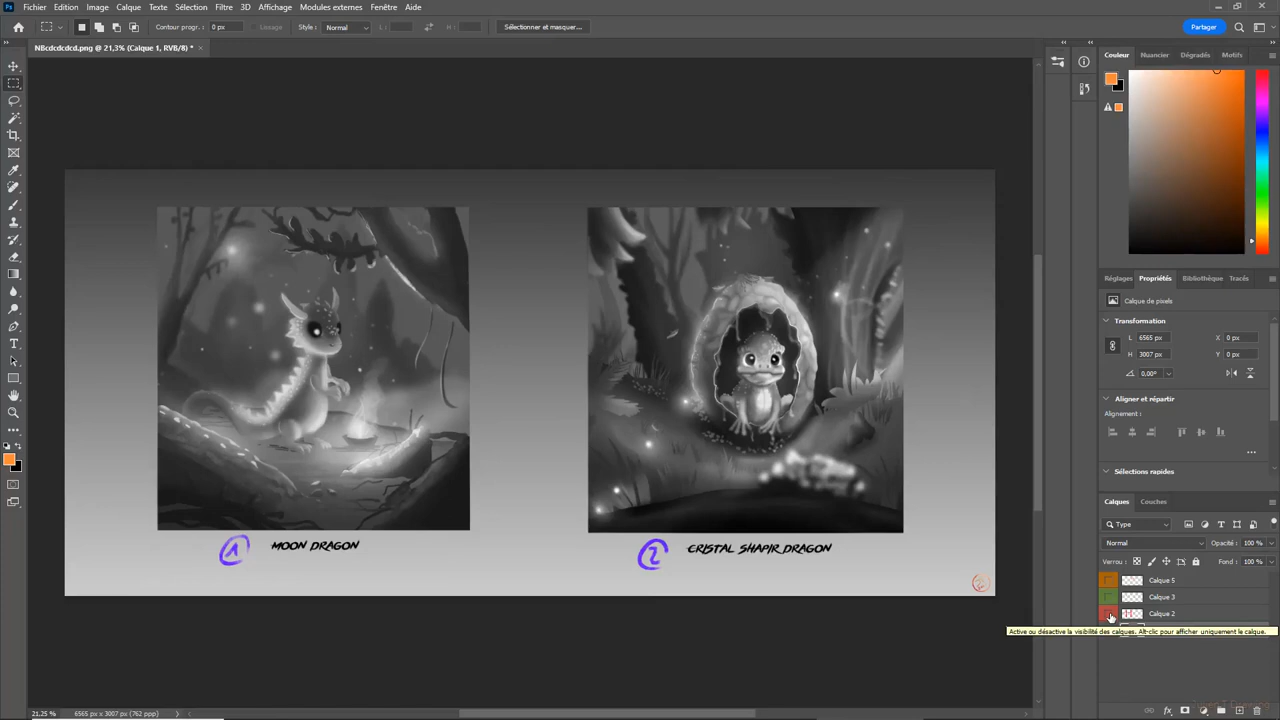 Fichier Edition Image Calque Texte Sélection Filtre 3D Affichage Modules externes Fenêtre Aide
Contour progr. : 0 px Lissage Style : Normal L : H : Sélectionner et masquer... Partager
NBcdcdcdcd.png @ 21,3% (Calque 1, RVB/8) *
Couleur Nuancier Dégradés Motifs
Réglages Propriétés Bibliothèque Tracés
Calque de pixels
Transformation
L 6565 px X 0 px
H 3007 px Y 0 px
0,00°
Aligner et répartir
Alignement :
Sélections rapides
Calques Couches
Type
Normal Opacité : 100 %
Verrou : Fond : 100 %
Calque 5
Calque 3
Calque 2
Active ou désactive la visibilité des calques. Alt-clic pour afficher uniquement le calque.
1 MOON DRAGON
2 CRISTAL SHAPIR DRAGON
21,25 % 6565 px x 3007 px (762 ppp)